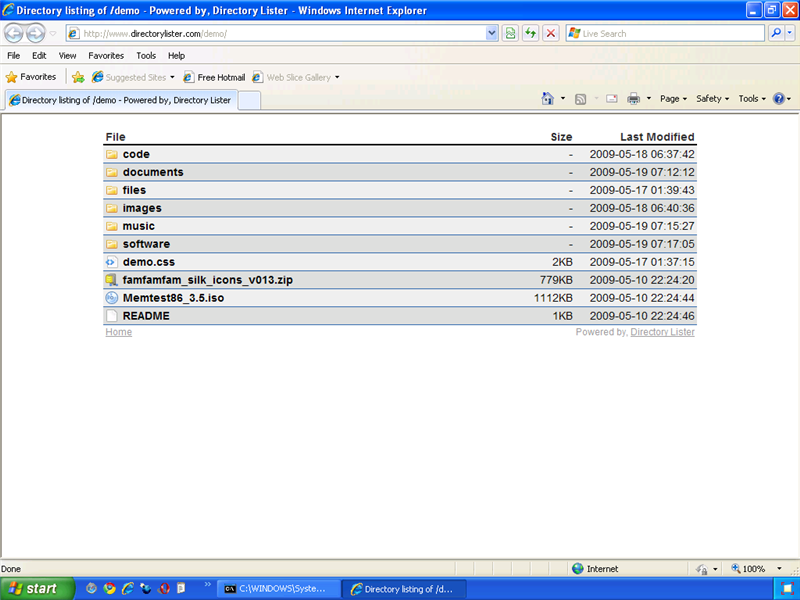 Directory listing of /demo - Powered by, Directory Lister - Windows Internet Explorer
http://www.directorylister.com/demo/ Live Search
File Edit View Favorites Tools Help
Favorites Suggested Sites Free Hotmail Web Slice Gallery
Directory listing of /demo - Powered by, Directory Lister Page Safety Tools
File Size Last Modified
code - 2009-05-18 06:37:42
documents - 2009-05-19 07:12:12
files - 2009-05-17 01:39:43
images - 2009-05-18 06:40:36
music - 2009-05-19 07:15:27
software - 2009-05-19 07:17:05
demo.css 2KB 2009-05-17 01:37:15
famfamfam_silk_icons_v013.zip 779KB 2009-05-10 22:24:20
Memtest86_3.5.iso 1112KB 2009-05-10 22:24:44
README 1KB 2009-05-10 22:24:46
Home Powered by, Directory Lister
Done Internet 100%
start C:\WINDOWS\Syste... Directory listing of /d...